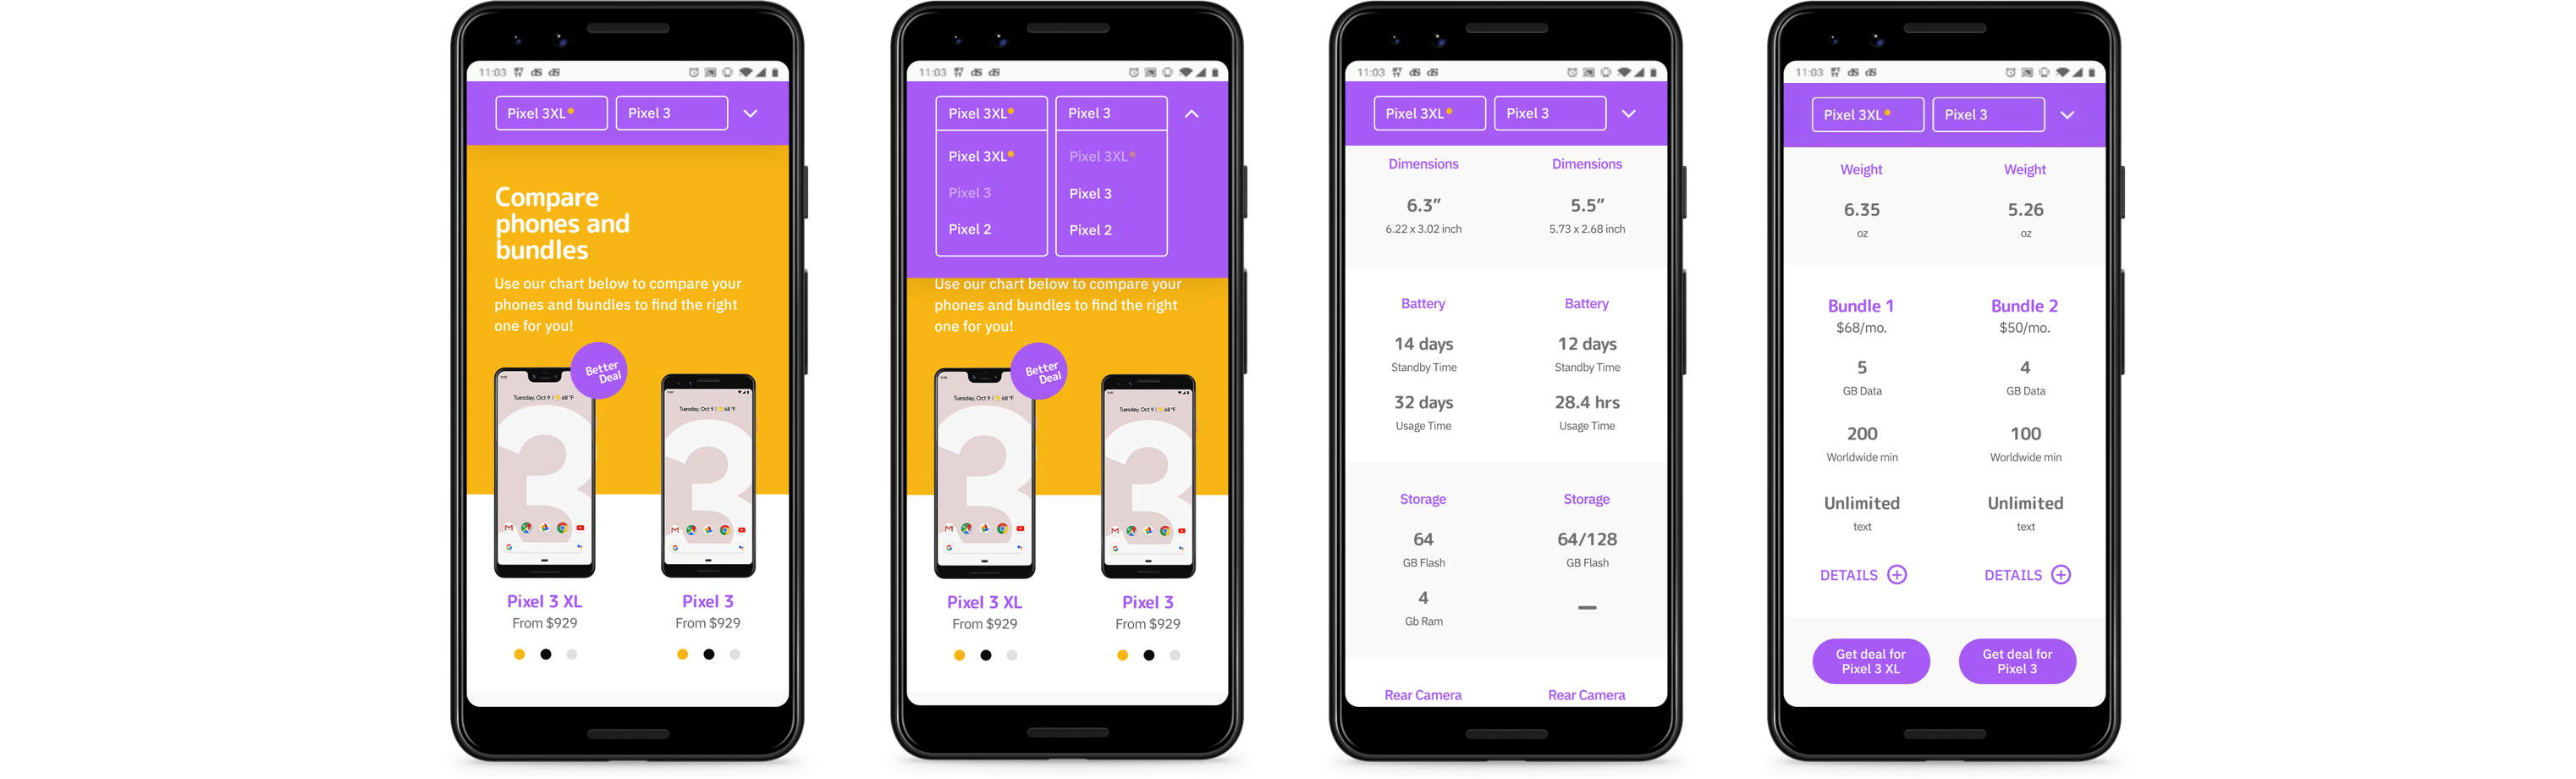 11:03
Pixel 3XL
Pixel 3
Compare
phones and
bundles
Use our chart below to compare your
phones and bundles to find the right
one for you!
Better
Deal
Tuesday, Oct 9 | 68 °F
Tuesday, Oct 9 | 68 °F
Pixel 3 XL
From $929
Pixel 3
From $929
11:03
Pixel 3XL
Pixel 3
Pixel 3XL
Pixel 3
Pixel 2
Pixel 3XL
Pixel 3
Pixel 2
Use our chart below to compare your
phones and bundles to find the right
one for you!
Better
Deal
Tuesday, Oct 9 | 68 °F
Tuesday, Oct 9 | 68 °F
Pixel 3 XL
From $929
Pixel 3
From $929
11:03
Pixel 3XL
Pixel 3
Dimensions
Dimensions
6.3”
5.5”
6.22 x 3.02 inch
5.73 x 2.68 inch
Battery
Battery
14 days
12 days
Standby Time
Standby Time
32 days
28.4 hrs
Usage Time
Usage Time
Storage
Storage
64
64/128
GB Flash
GB Flash
4
—
Gb Ram
Rear Camera
Rear Camera
11:03
Pixel 3XL
Pixel 3
Weight
Weight
6.35
5.26
oz
oz
Bundle 1
Bundle 2
$68/mo.
$50/mo.
5
4
GB Data
GB Data
200
100
Worldwide min
Worldwide min
Unlimited
Unlimited
text
text
DETAILS
DETAILS
Get deal for
Pixel 3 XL
Get deal for
Pixel 3